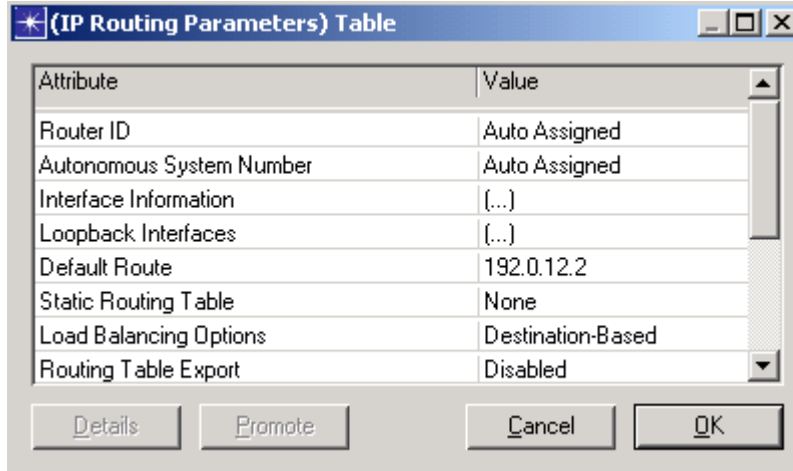 (IP Routing Parameters) Table
Attribute Value
Router ID Auto Assigned
Autonomous System Number Auto Assigned
Interface Information (...)
Loopback Interfaces (...)
Default Route 192.0.12.2
Static Routing Table None
Load Balancing Options Destination-Based
Routing Table Export Disabled
Details Promote Cancel OK